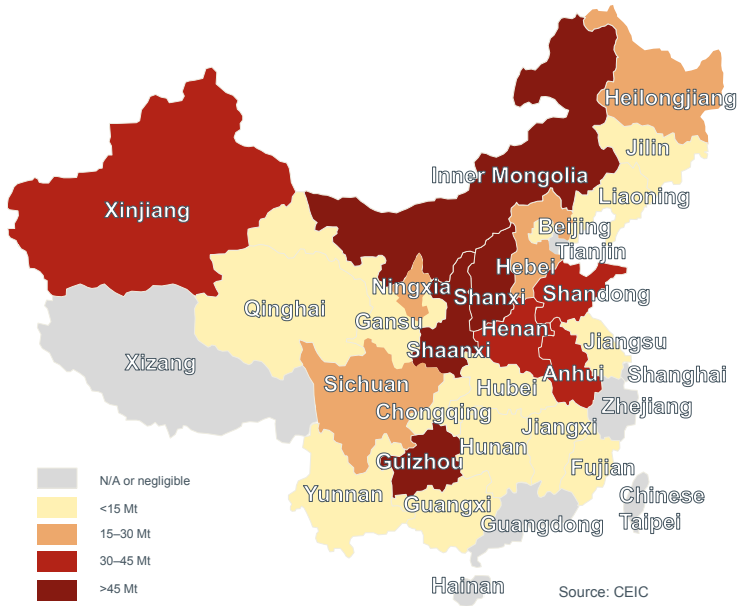 Heilongjiang
Jilin
Inner Mongolia
Liaoning
Xinjiang
Beijing
Tianjin
Hebei
Ningxia
Shanxi
Shandong
Qinghai
Gansu
Henan
Jiangsu
Shaanxi
Xizang
Anhui
Shanghai
Sichuan
Hubei
Zhejiang
Chongqing
Jiangxi
Hunan
Guizhou
Fujian
N/A or negligible
Yunnan
Guangxi
Chinese
Taipei
<15 Mt
Guangdong
15–30 Mt
30–45 Mt
Hainan
>45 Mt
Source: CEIC